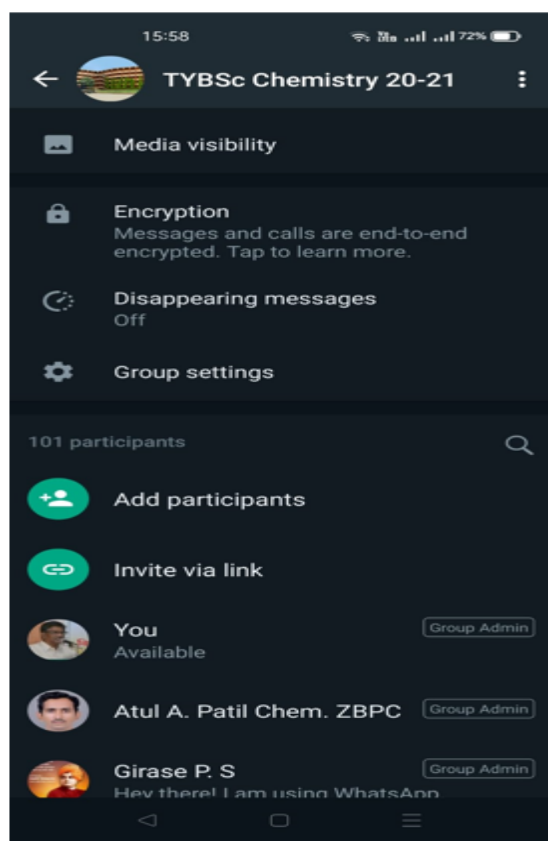 15:58
72%
TYBSc Chemistry 20-21
Media visibility
Encryption
Messages and calls are end-to-end
encrypted. Tap to learn more.
Disappearing messages
Off
Group settings
101 participants
Add participants
Invite via link
You
Group Admin
Available
Atul A. Patil Chem. ZBPC
Group Admin
Girase P. S
Group Admin
Hey there! I am using WhatsApp